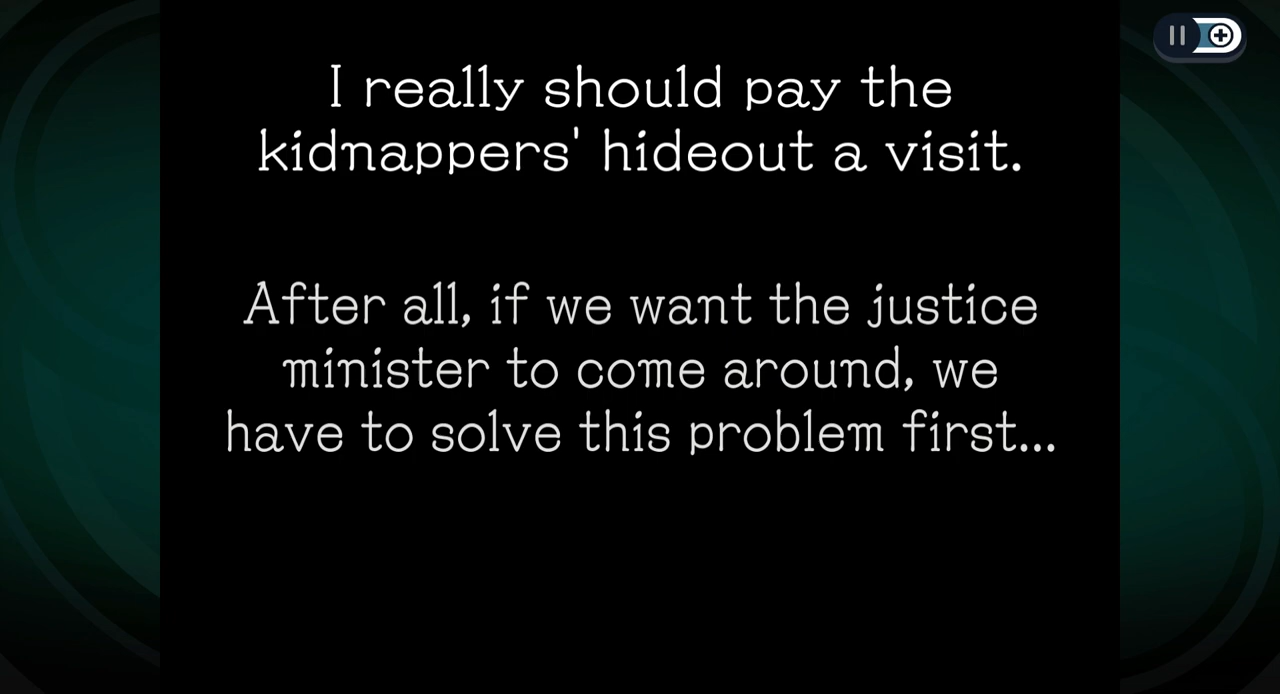 I really should pay the
kidnappers' hideout a visit.
After all, if we want the justice
minister to come around, we
have to solve this problem first...